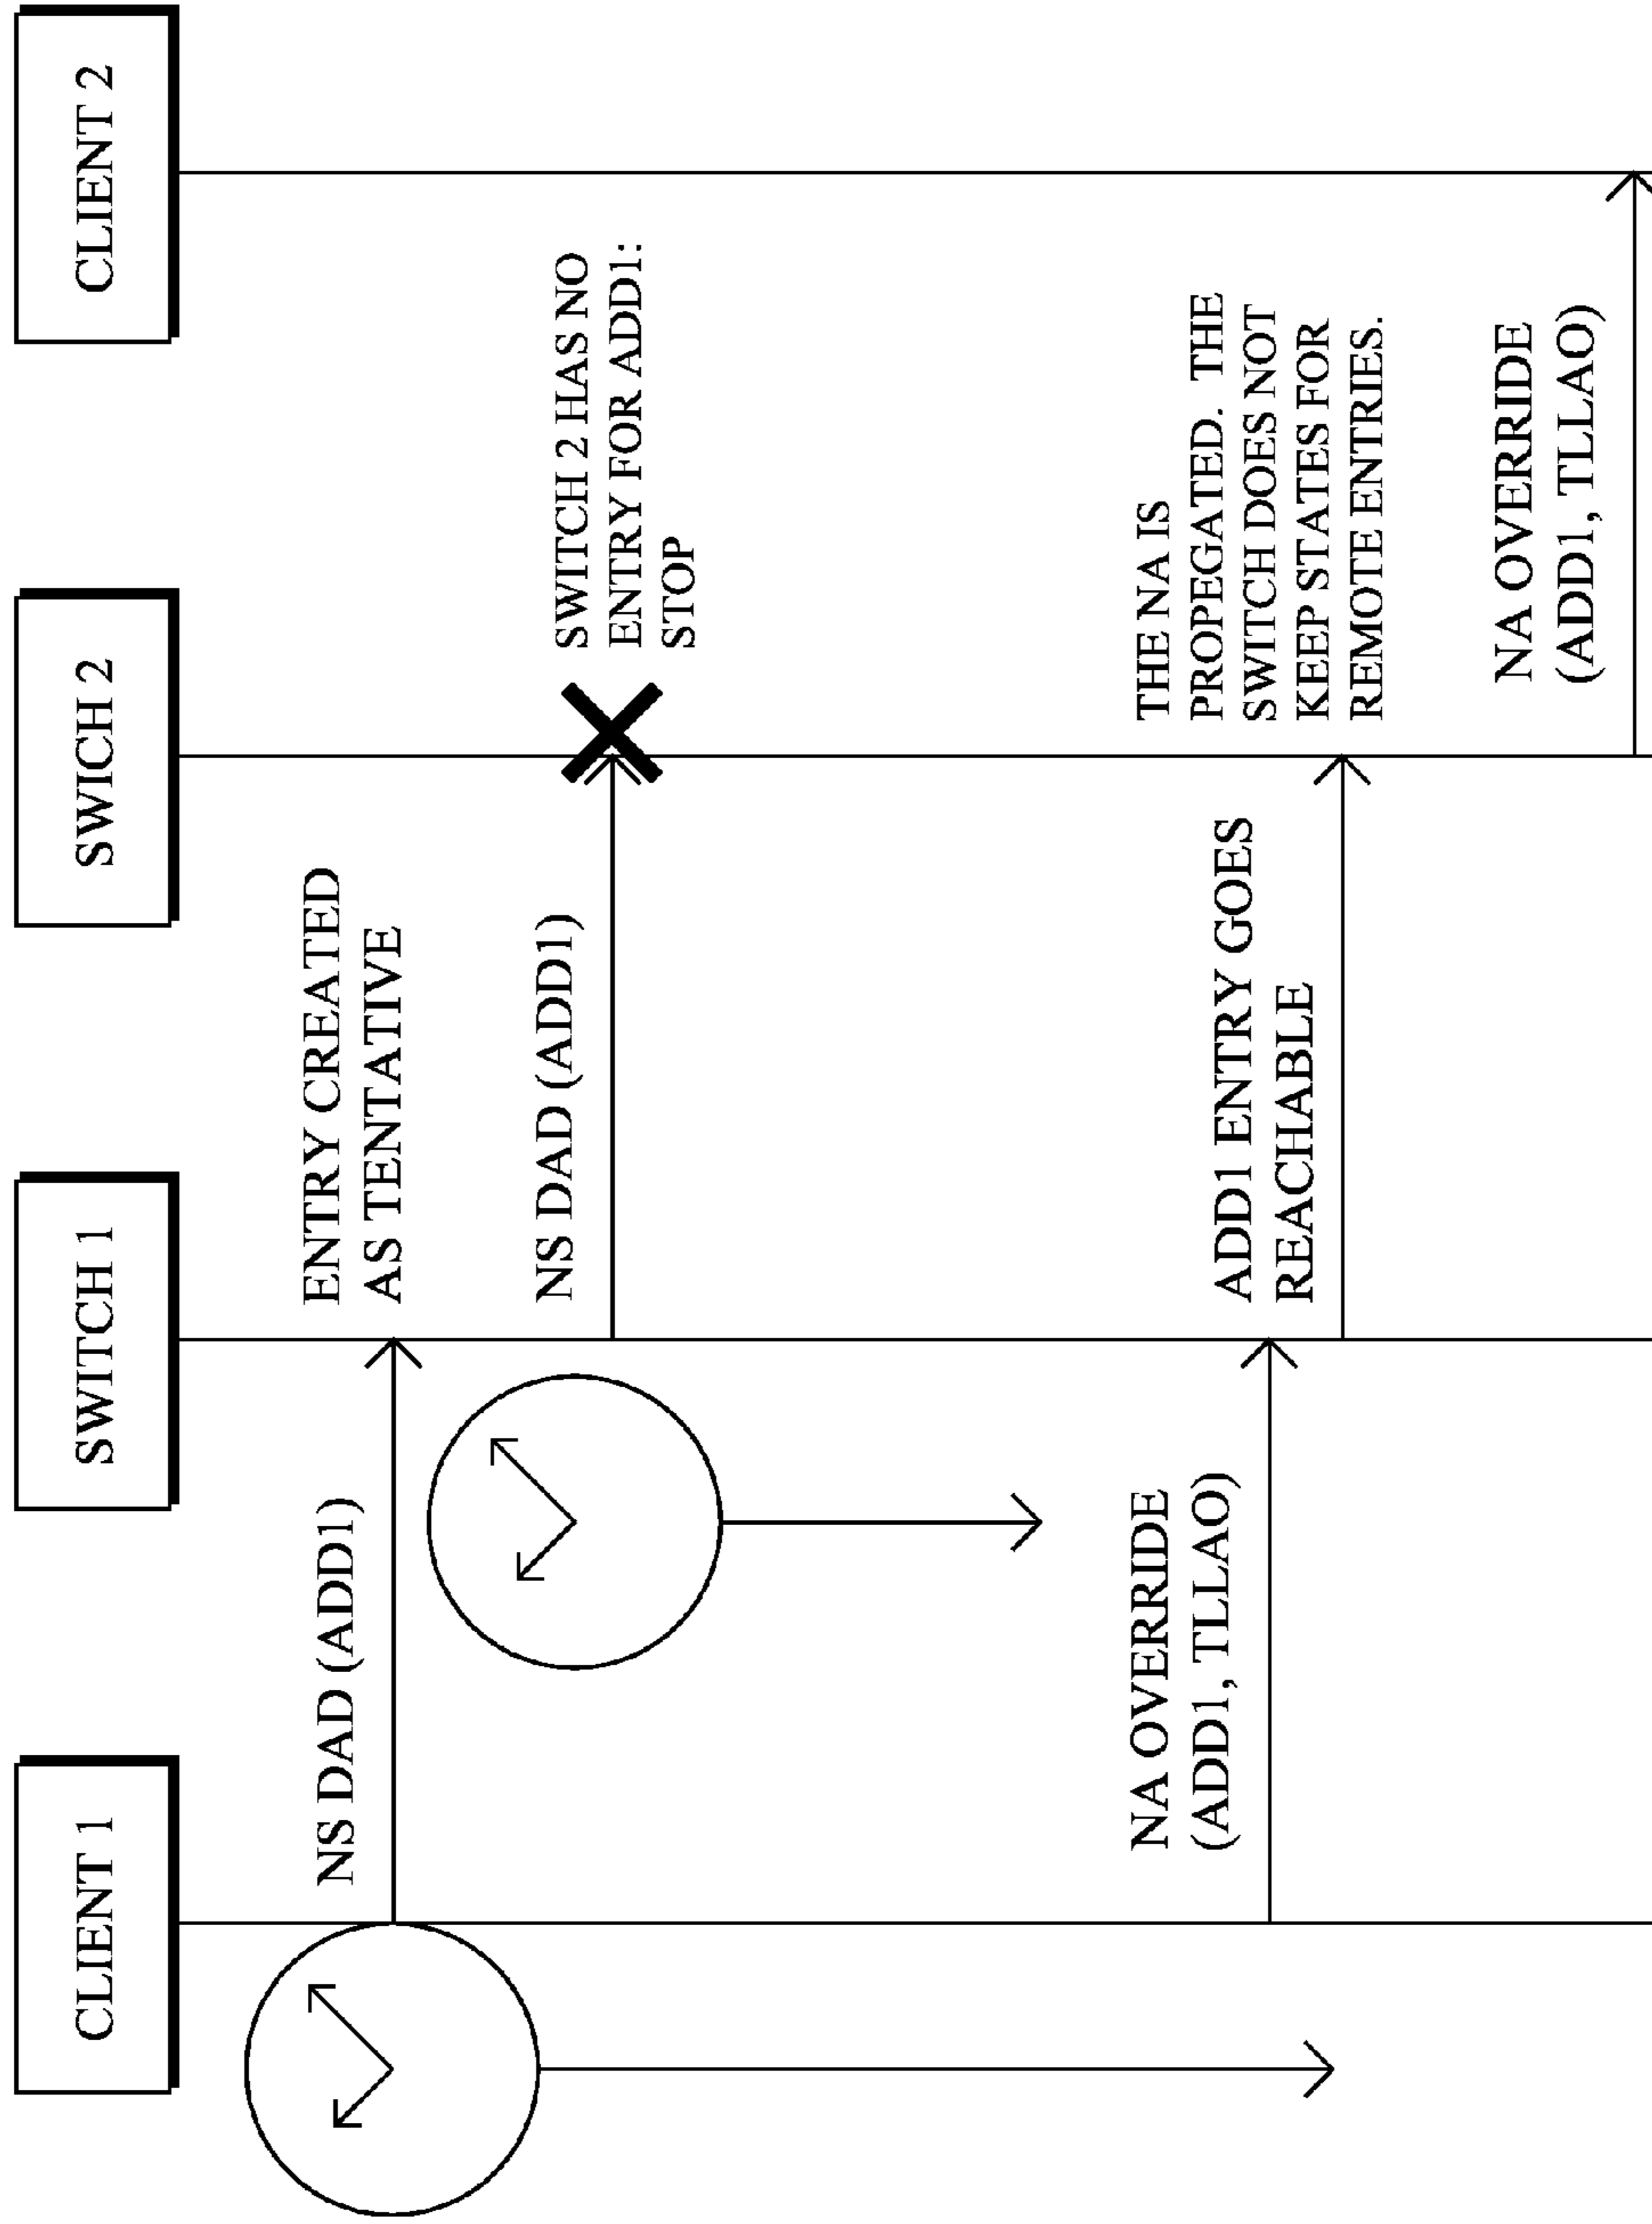 CLIENT 1
SWITCH 1
SWICH 2
CLIENT 2
NS DAD (ADD1)
ENTRY CREATED
AS TENTATIVE
NS DAD (ADD1)
SWITCH 2 HAS NO
ENTRY FOR ADD1:
STOP
NA OVERRIDE
(ADD1, TLLAO)
ADD1 ENTRY GOES
REACHABLE
THE NA IS
PROPEGATED. THE
SWITCH DOES NOT
KEEP STATES FOR
REMOTE ENTRIES.
NA OVERRIDE
(ADD1, TLLAO)